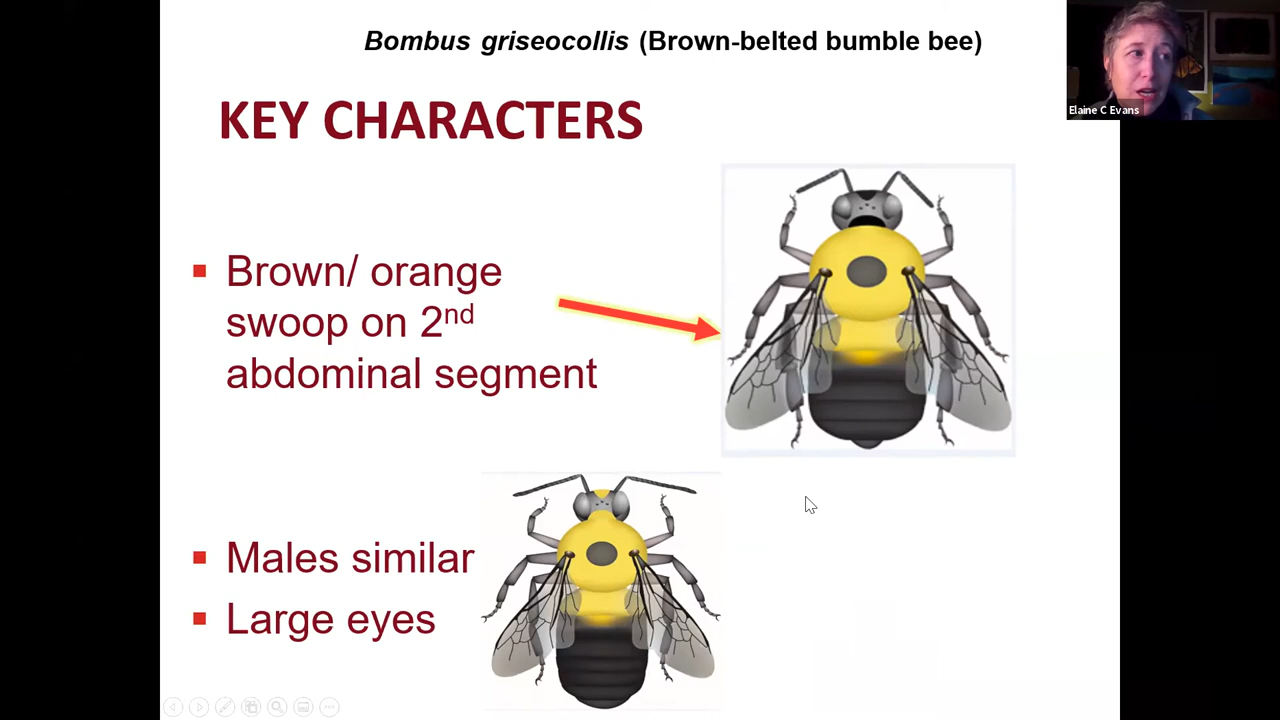 Bombus griseocollis (Brown-belted bumble bee)
Elaine C Evans
KEY CHARACTERS
Brown/ orange
swoop on 2nd
abdominal segment
Males similar
Large eyes